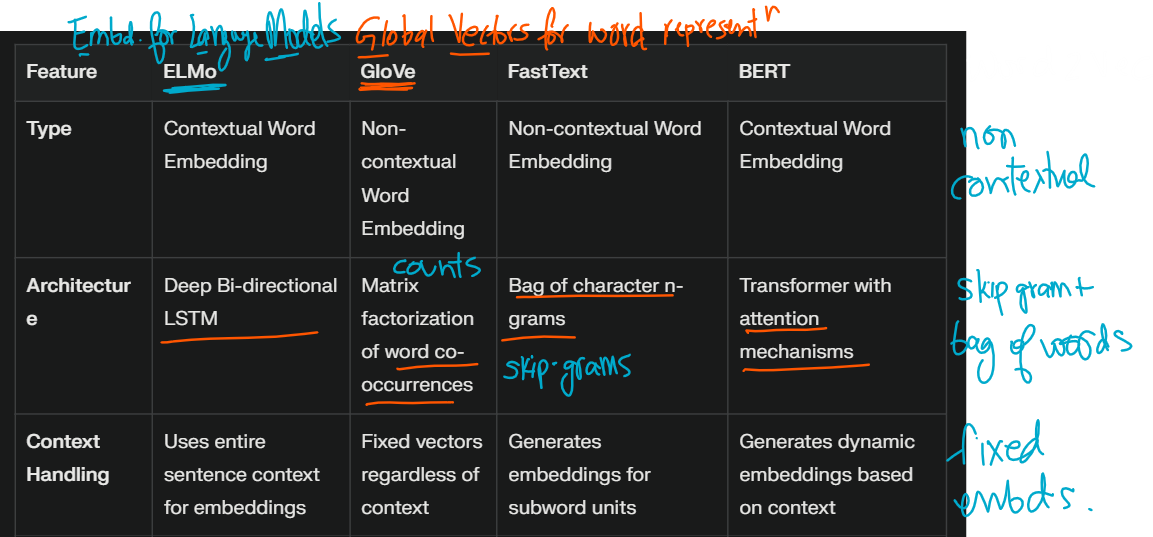 Embd. for Langage Models Global Vectors for word representⁿ
Feature ELMo GloVe FastText BERT
Type
Contextual Word
Embedding
Non-
contextual
Word
Embedding
Non-contextual Word
Embedding
Contextual Word
Embedding
non
contextual
Architectur
e
Deep Bi-directional
LSTM
counts
Matrix
factorization
of word co-
occurrences
Bag of character n-
grams
skip-grams
Transformer with
attention
mechanisms
skip gram +
bag of words
Context
Handling
Uses entire
sentence context
for embeddings
Fixed vectors
regardless of
context
Generates
embeddings for
subword units
Generates dynamic
embeddings based
on context
fixed
embds.